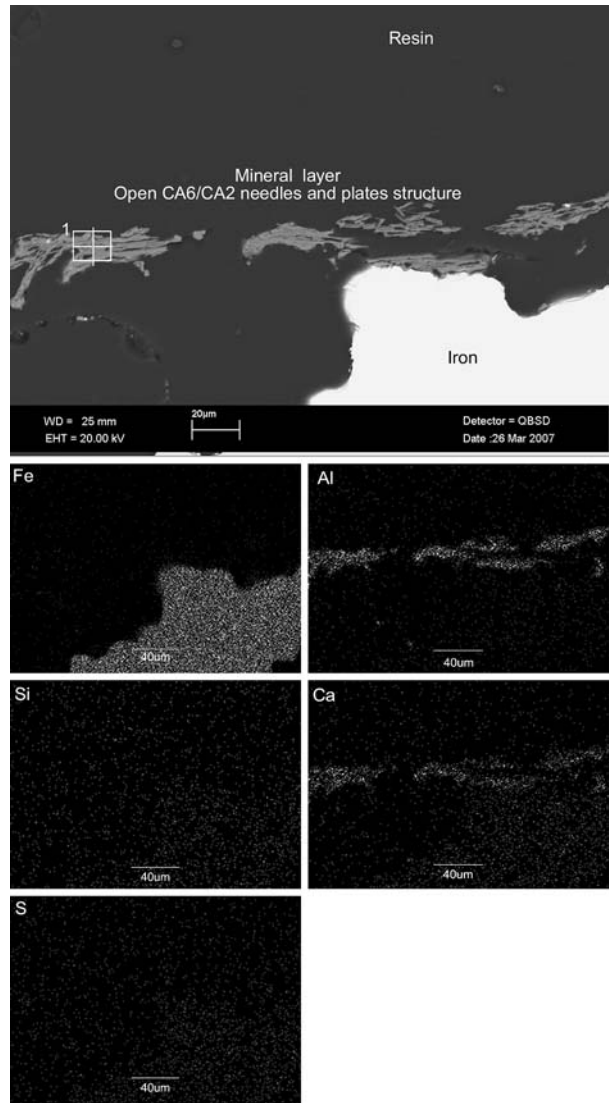 Resin
Mineral layer
Open CA6/CA2 needles and plates structure
1
Iron
WD = 25 mm
20µm
Detector = QBSD
EHT = 20.00 kV
Date :26 Mar 2007
Fe
Al
40um
40um
Si
Ca
40um
40um
S
40um